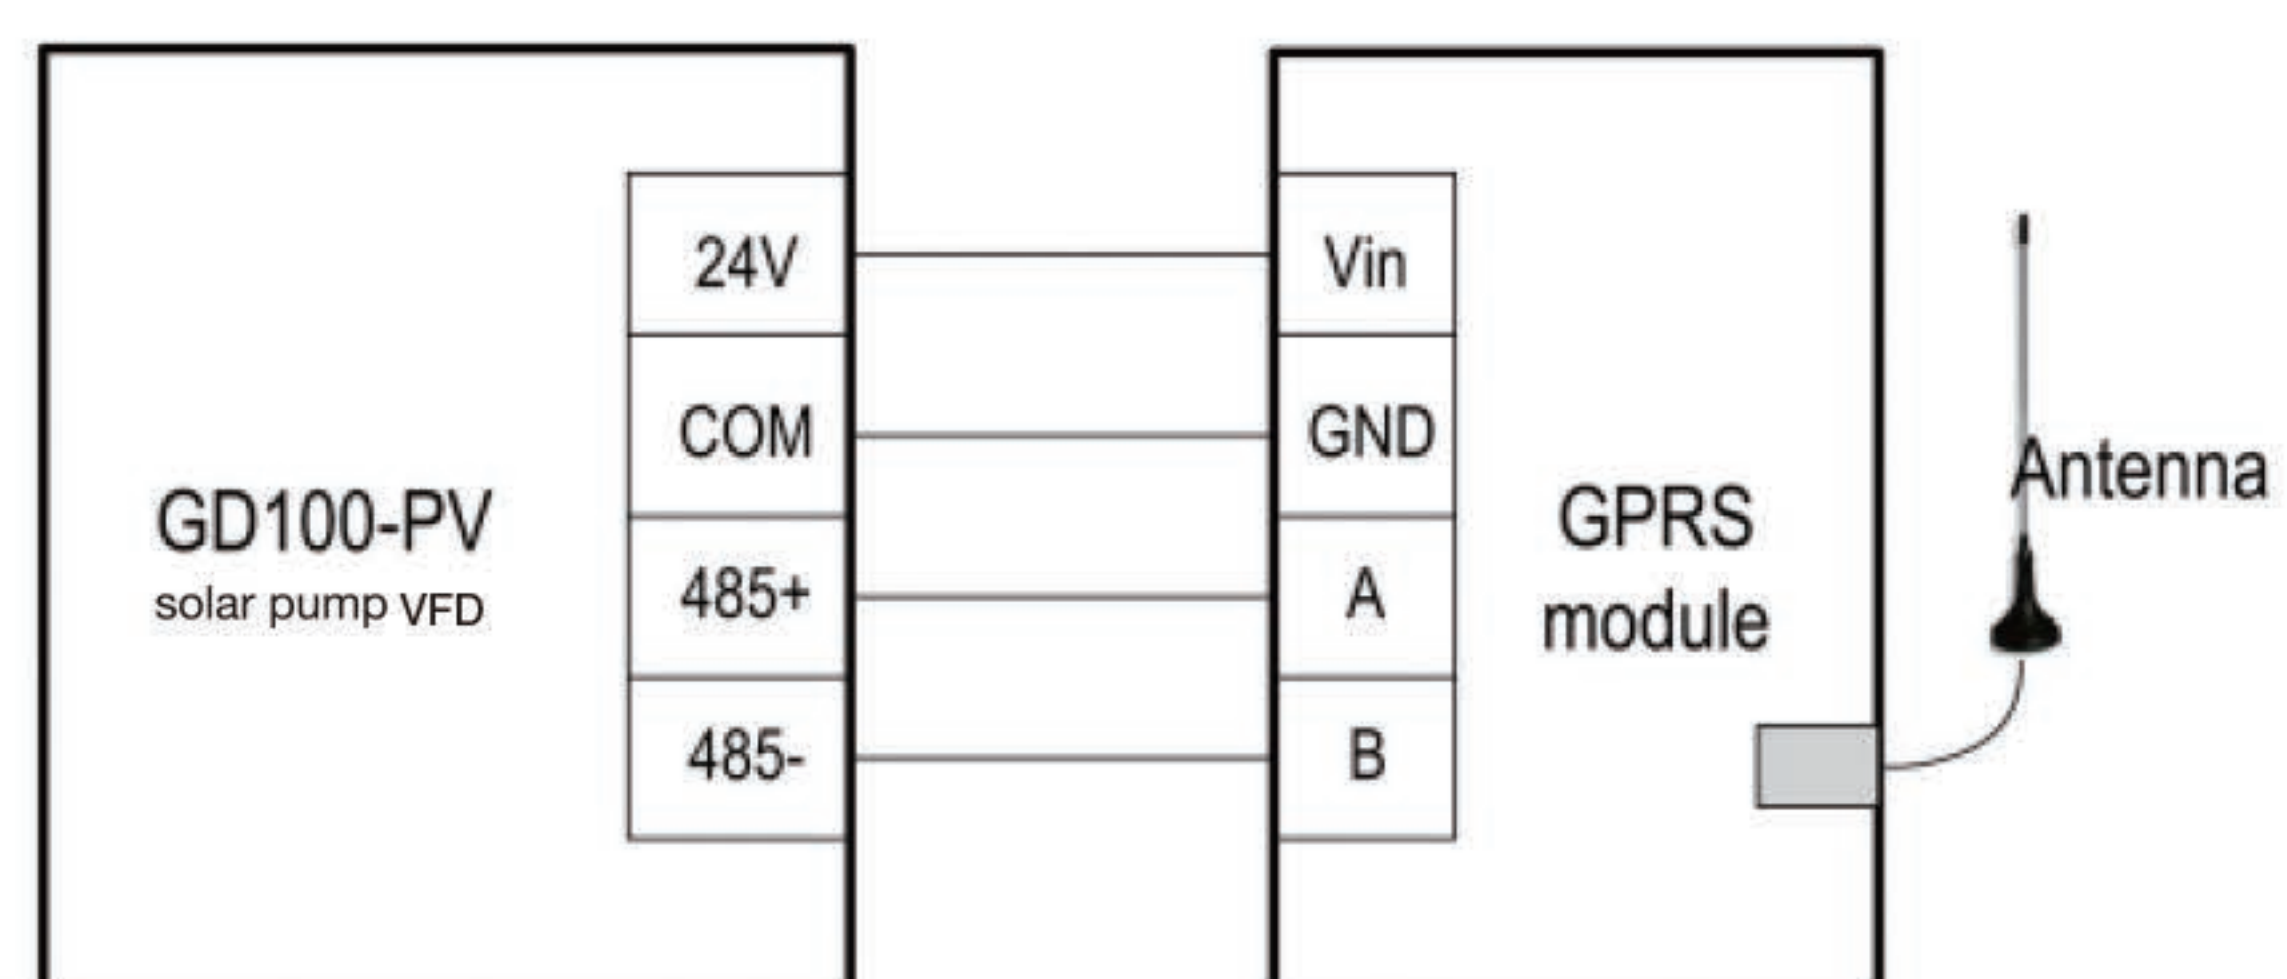 24V
COM
485+
485-
GD100-PV
solar pump VFD
Vin
GND
A
B
GPRS
module
Antenna